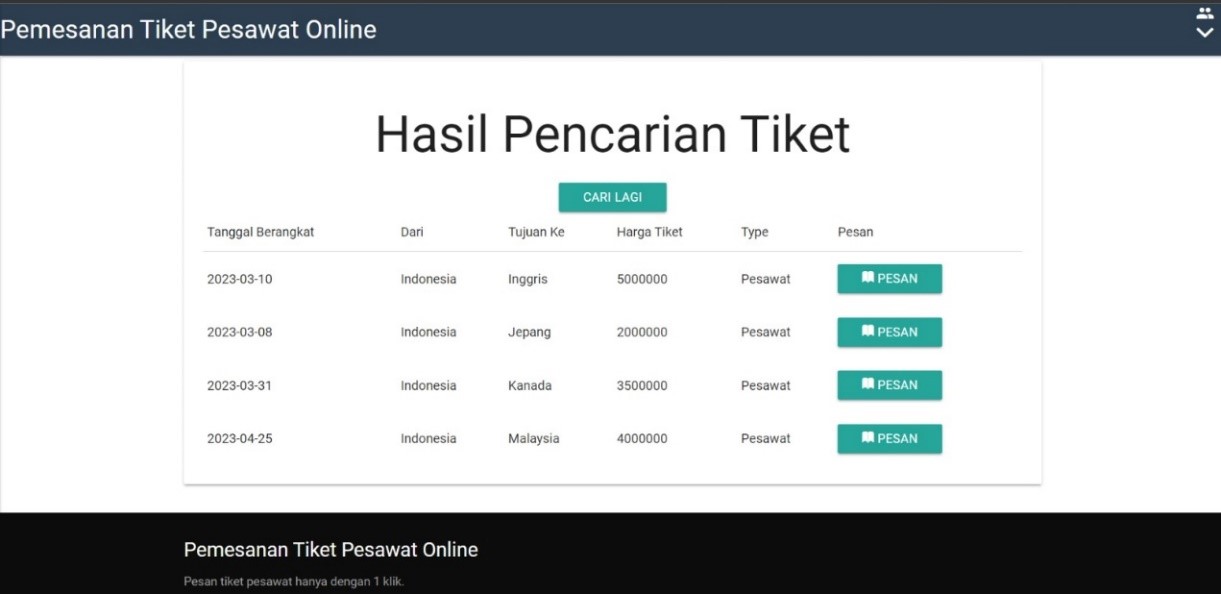 Pemesanan Tiket Pesawat Online
Hasil Pencarian Tiket
CARI LAGI
Tanggal Berangkat Dari Tujuan Ke Harga Tiket Type Pesan
2023-03-10 Indonesia Inggris 5000000 Pesawat PESAN
2023-03-08 Indonesia Jepang 2000000 Pesawat PESAN
2023-03-31 Indonesia Kanada 3500000 Pesawat PESAN
2023-04-25 Indonesia Malaysia 4000000 Pesawat PESAN
Pemesanan Tiket Pesawat Online
Pesan tiket pesawat hanya dengan 1 klik.